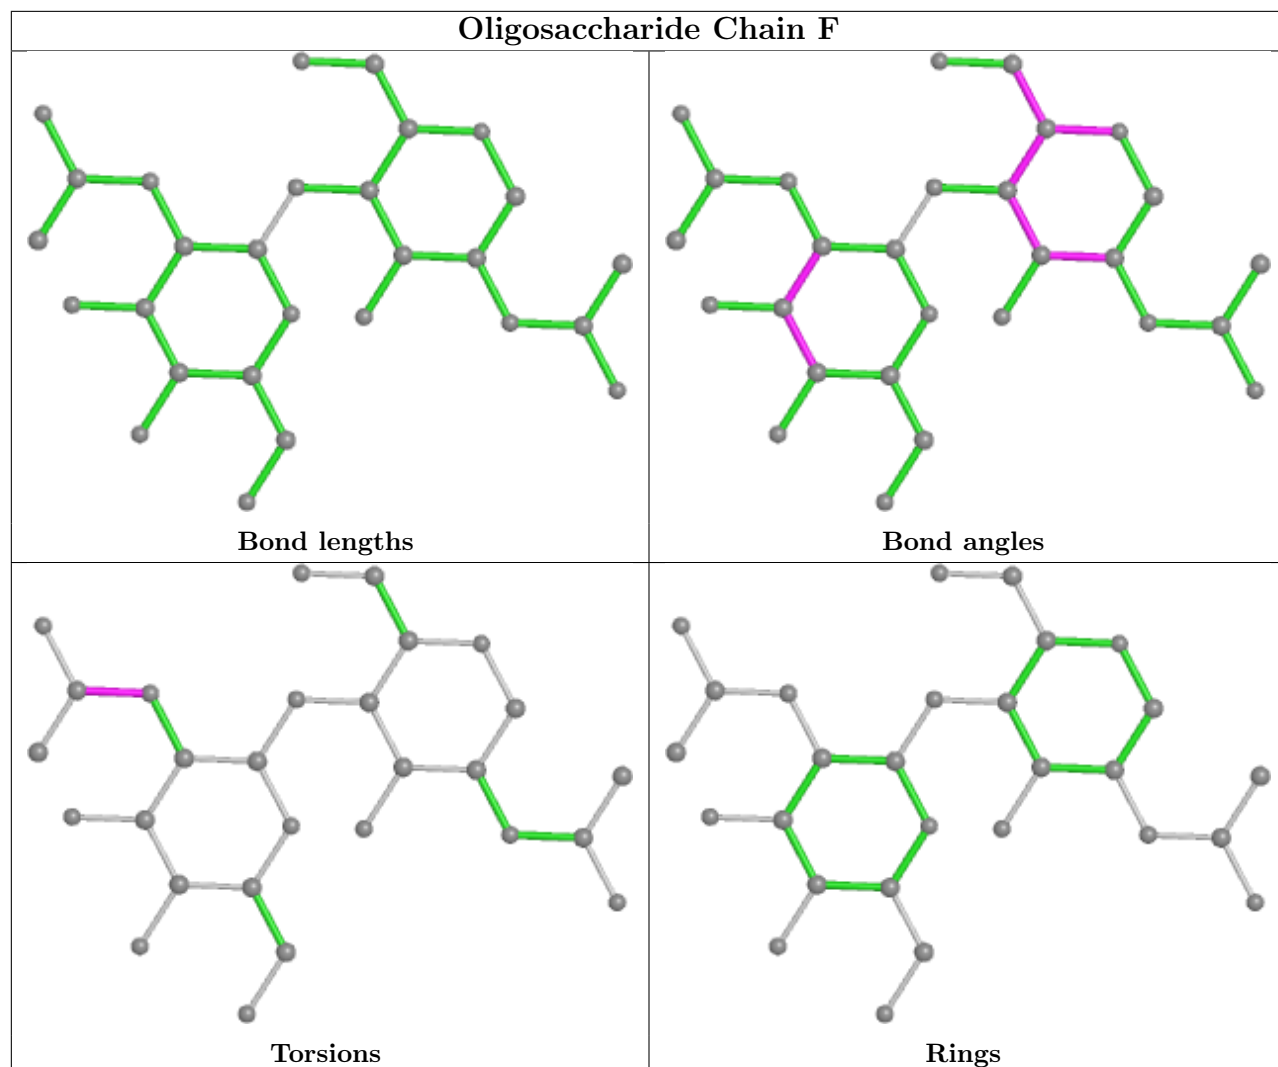 Oligosaccharide Chain F
Bond lengths
Bond angles
Torsions
Rings